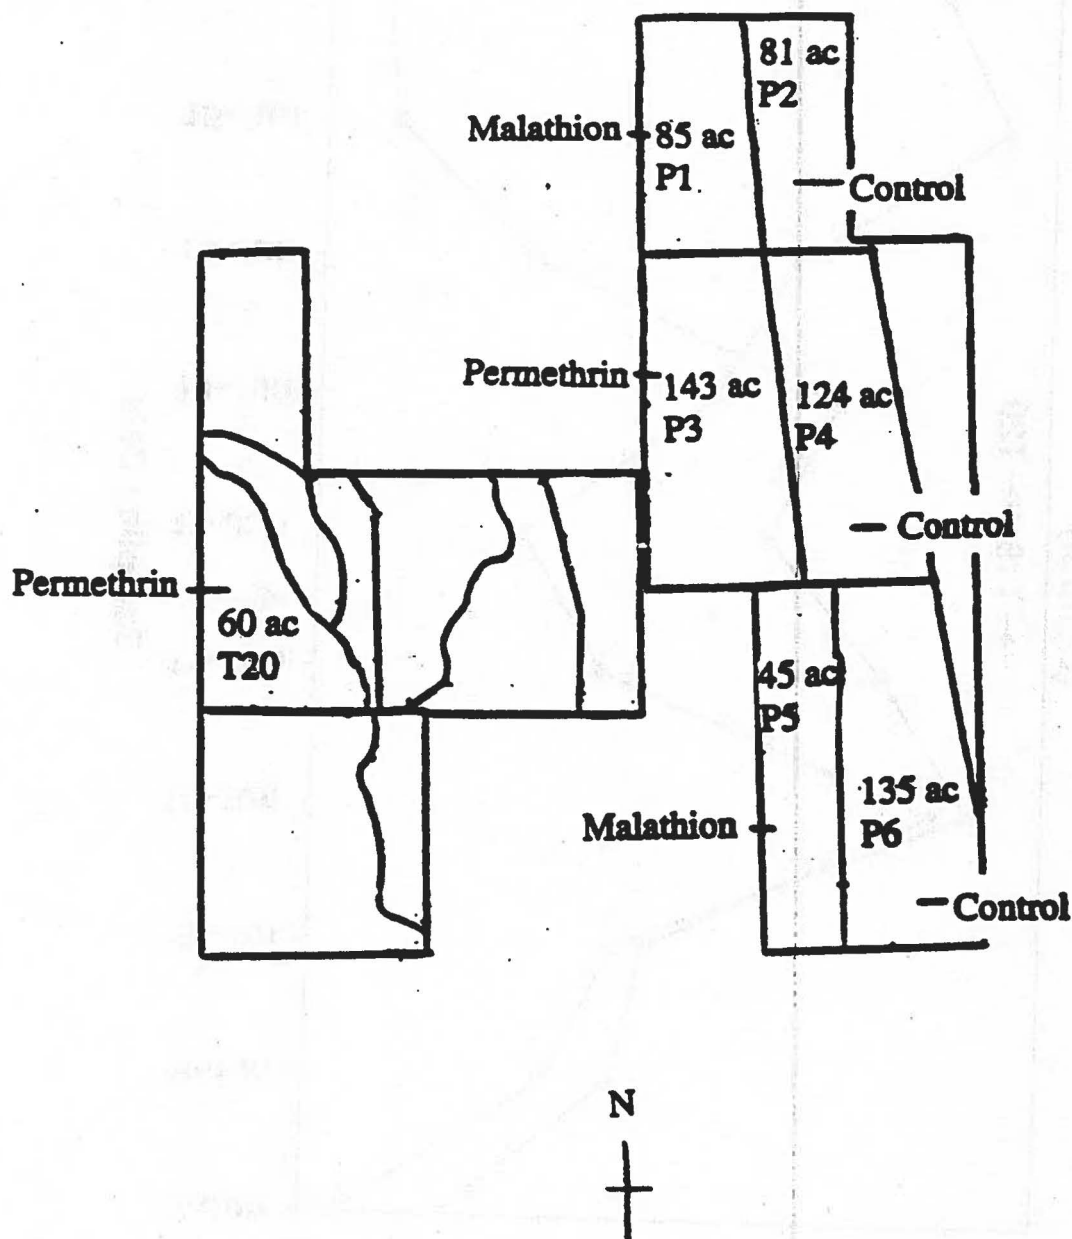 81 ac
P2
Malathion
85 ac
P1
Control
Permethrin
143 ac
P3
124 ac
P4
Control
Permethrin
60 ac
T20
45 ac
P5
135 ac
P6
Malathion
Control
N